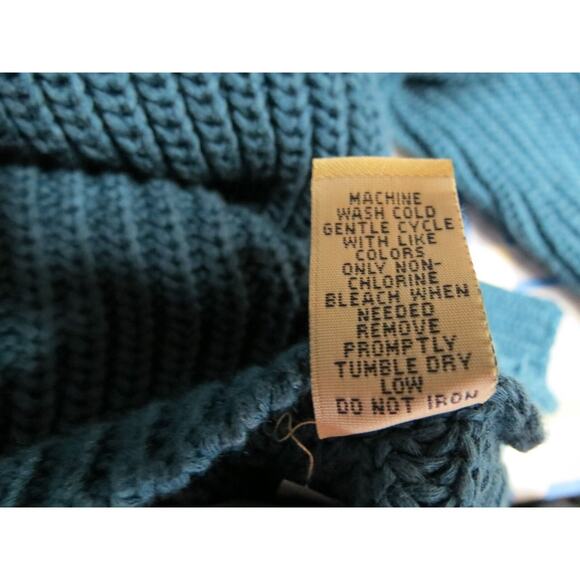 MACHINE
WASH COLD
GENTLE CYCLE
WITH LIKE
COLORS
ONLY NON-
CHLORINE
BLEACH WHEN
NEEDED
REMOVE
PROMPTLY
TUMBLE DRY
LOW
DO NOT IRON